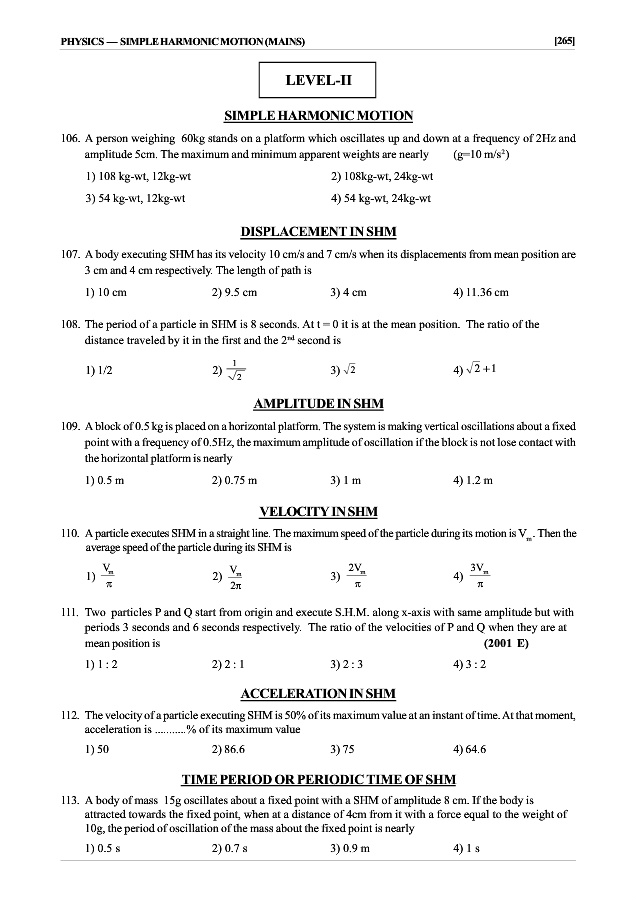 PHYSICS — SIMPLE HARMONIC MOTION (MAINS) [265]
LEVEL-II
SIMPLE HARMONIC MOTION
106. A person weighing 60kg stands on a platform which oscillates up and down at a frequency of 2Hz and
amplitude 5cm. The maximum and minimum apparent weights are nearly (g=10 m/s²)
1) 108 kg-wt, 12kg-wt 2) 108kg-wt, 24kg-wt
3) 54 kg-wt, 12kg-wt 4) 54 kg-wt, 24kg-wt
DISPLACEMENT IN SHM
107. A body executing SHM has its velocity 10 cm/s and 7 cm/s when its displacements from mean position are
3 cm and 4 cm respectively. The length of path is
1) 10 cm 2) 9.5 cm 3) 4 cm 4) 11.36 cm
108. The period of a particle in SHM is 8 seconds. At t = 0 it is at the mean position. The ratio of the
distance traveled by it in the first and the 2nd second is
1) 1/2 2) 1/√2 3) √2 4) √2 +1
AMPLITUDE IN SHM
109. A block of 0.5 kg is placed on a horizontal platform. The system is making vertical oscillations about a fixed
point with a frequency of 0.5Hz, the maximum amplitude of oscillation if the block is not lose contact with
the horizontal platform is nearly
1) 0.5 m 2) 0.75 m 3) 1 m 4) 1.2 m
VELOCITY IN SHM
110. A particle executes SHM in a straight line. The maximum speed of the particle during its motion is Vm. Then the
average speed of the particle during its SHM is
1) Vm/π 2) Vm/2π 3) 2Vm/π 4) 3Vm/π
111. Two particles P and Q start from origin and execute S.H.M. along x-axis with same amplitude but with
periods 3 seconds and 6 seconds respectively. The ratio of the velocities of P and Q when they are at
mean position is (2001 E)
1) 1 : 2 2) 2 : 1 3) 2 : 3 4) 3 : 2
ACCELERATION IN SHM
112. The velocity of a particle executing SHM is 50% of its maximum value at an instant of time. At that moment,
acceleration is ...........% of its maximum value
1) 50 2) 86.6 3) 75 4) 64.6
TIME PERIOD OR PERIODIC TIME OF SHM
113. A body of mass 15g oscillates about a fixed point with a SHM of amplitude 8 cm. If the body is
attracted towards the fixed point, when at a distance of 4cm from it with a force equal to the weight of
10g, the period of oscillation of the mass about the fixed point is nearly
1) 0.5 s 2) 0.7 s 3) 0.9 m 4) 1 s